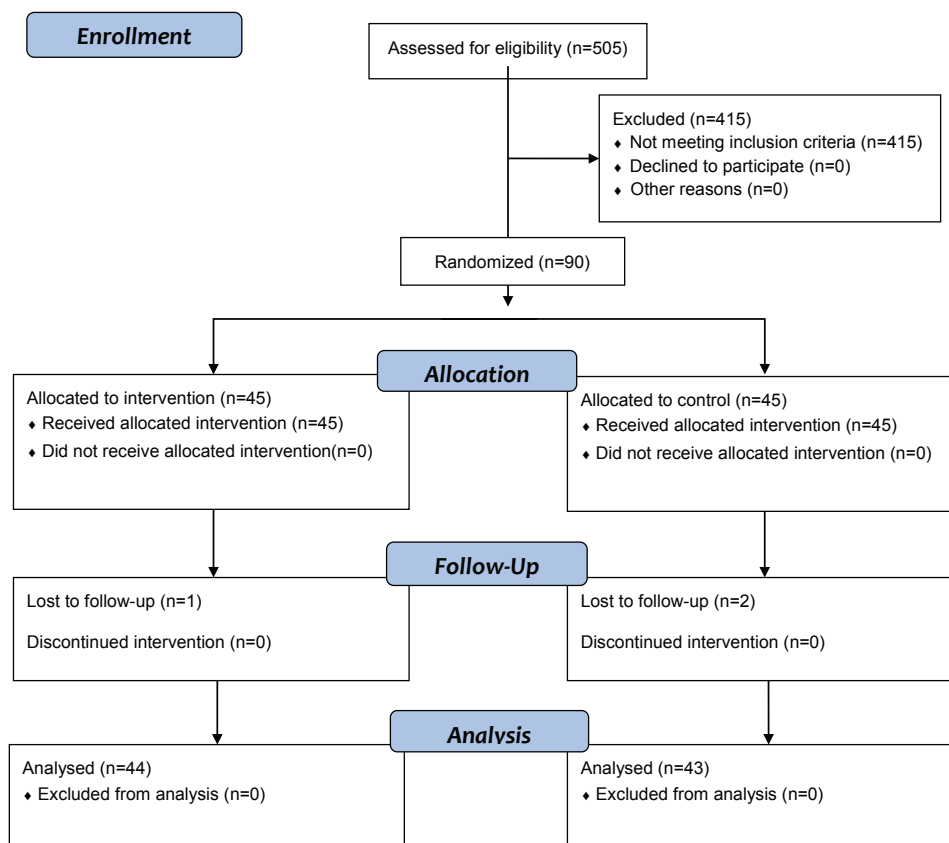 Enrollment
Assessed for eligibility (n=505)
Excluded (n=415)
♦ Not meeting inclusion criteria (n=415)
♦ Declined to participate (n=0)
♦ Other reasons (n=0)
Randomized (n=90)
Allocation
Allocated to intervention (n=45)
♦ Received allocated intervention (n=45)
♦ Did not receive allocated intervention(n=0)
Allocated to control (n=45)
♦ Received allocated intervention (n=45)
♦ Did not receive allocated intervention (n=0)
Follow-Up
Lost to follow-up (n=1)
Discontinued intervention (n=0)
Lost to follow-up (n=2)
Discontinued intervention (n=0)
Analysis
Analysed (n=44)
♦ Excluded from analysis (n=0)
Analysed (n=43)
♦ Excluded from analysis (n=0)